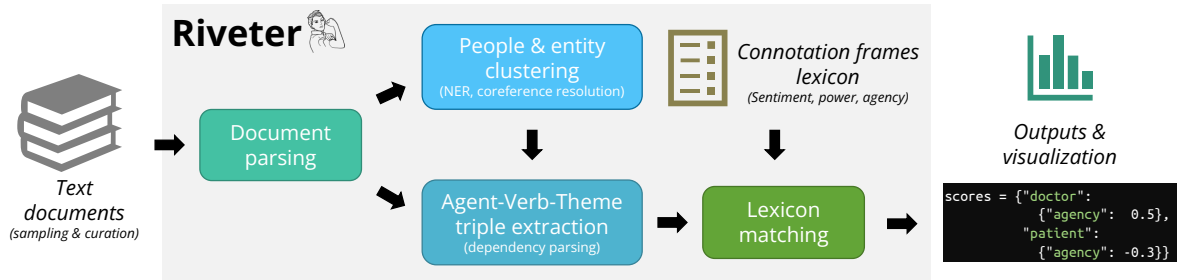 Riveter
Text
documents
(sampling & curation)
Document
parsing
People & entity
clustering
(NER, coreference resolution)
Agent-Verb-Theme
triple extraction
(dependency parsing)
Connotation frames
lexicon
(Sentiment, power, agency)
Lexicon
matching
Outputs &
visualization
scores = {"doctor":
{"agency":  0.5},
"patient":
{"agency": -0.3}}